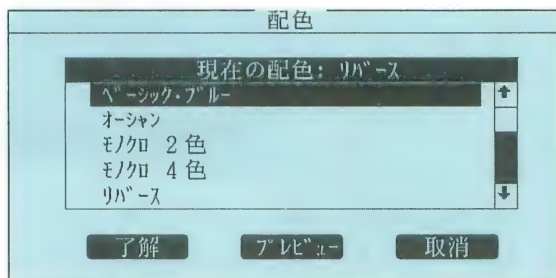 配色
現在の配色: ﾘﾊﾞｰｽ
ﾍﾞｰｼｯｸ･ﾌﾞﾙｰ
ｵｰｼｬﾝ
ﾓﾉｸﾛ 2色
ﾓﾉｸﾛ 4色
ﾘﾊﾞｰｽ
了解 ﾌﾟﾚﾋﾞｭｰ 取消